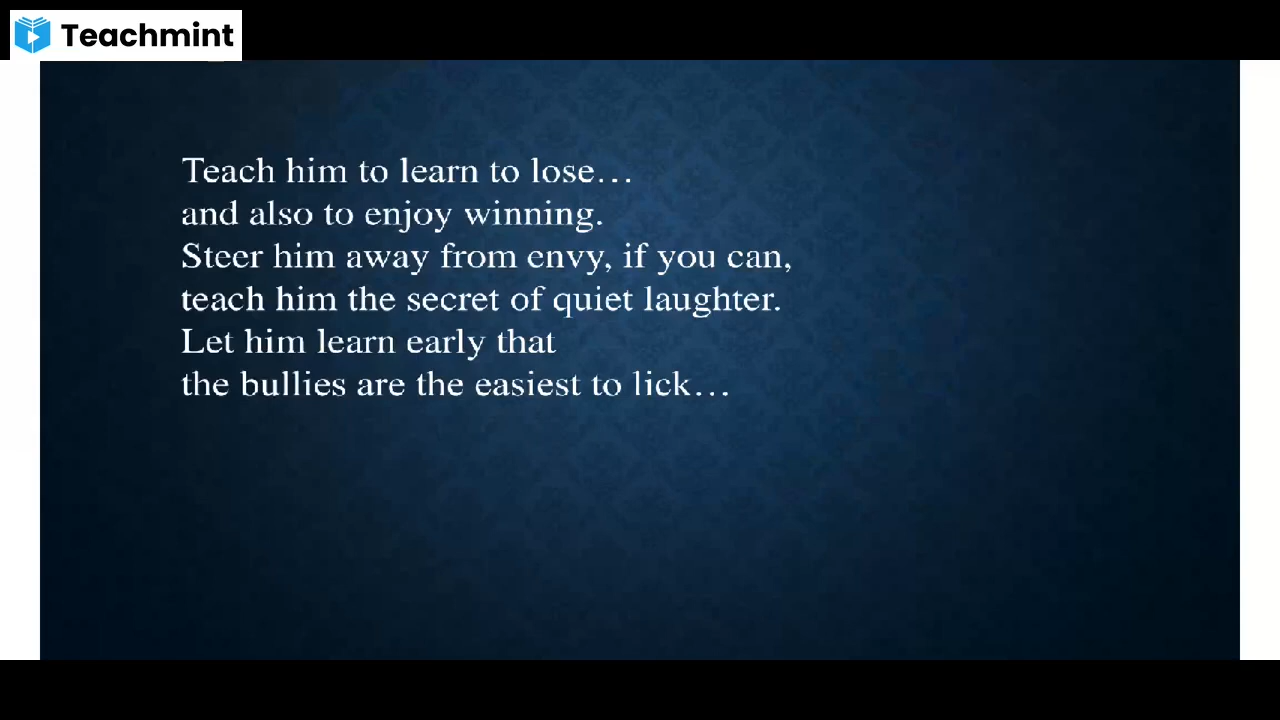 Teachmint
Teach him to learn to lose…
and also to enjoy winning.
Steer him away from envy, if you can,
teach him the secret of quiet laughter.
Let him learn early that
the bullies are the easiest to lick…